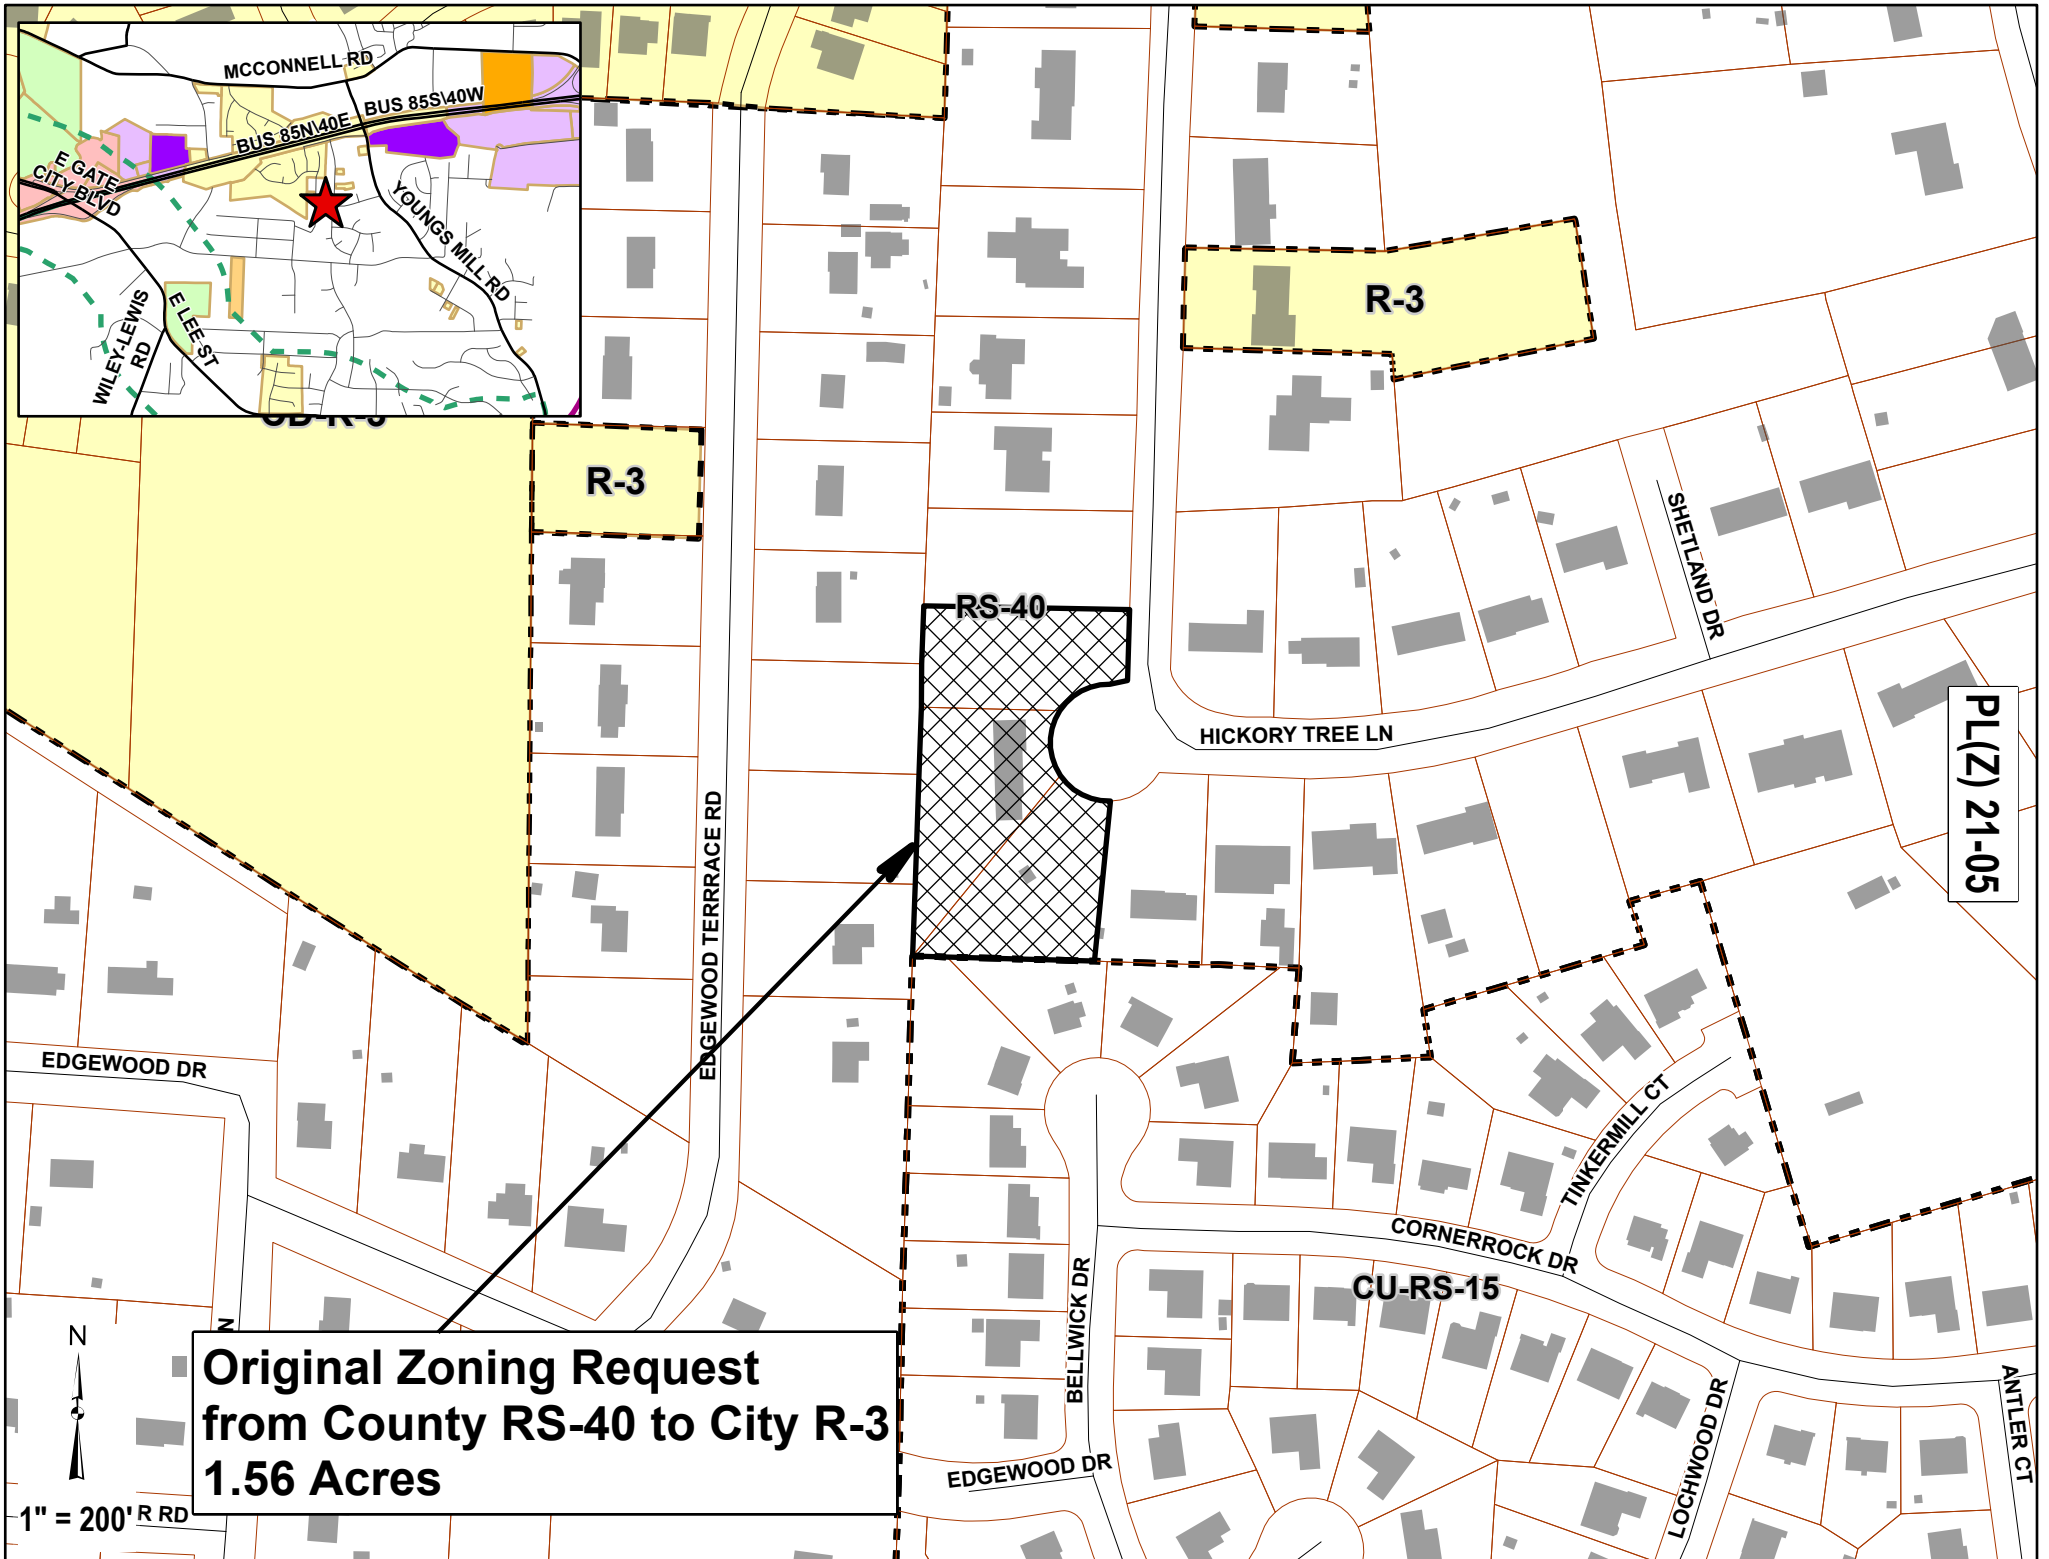 MCCONNELL RD
BUS 85S\40W
BUS 85N\40E
E GATE
CITY BLVD
YOUNGS MILL RD
WILEY-LEWIS
RD
E LEE ST
CD-R-3
R-3
R-3
RS-40
SHETLAND DR
HICKORY TREE LN
PL(Z) 21-05
EDGEWOOD TERRRACE RD
EDGEWOOD DR
TINKERMILL CT
CORNERROCK DR
CU-RS-15
BELLWICK DR
EDGEWOOD DR
LOCHWOOD DR
ANTLER CT
N
Original Zoning Request
from County RS-40 to City R-3
1.56 Acres
N
1" = 200'
R RD